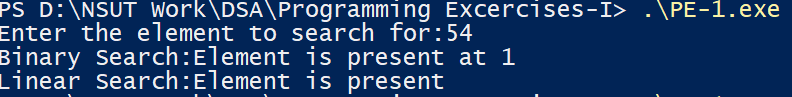 PS D:\NSUT Work\DSA\Programming Excercises-I> .\PE-1.exe
Enter the element to search for:54
Binary Search:Element is present at 1
Linear Search:Element is present